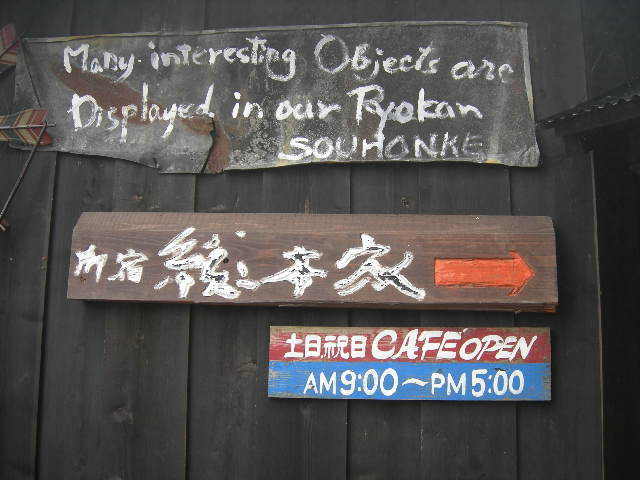 Many interesting Objects are
Displayed in our Ryokan
SOUHONKE
御宿 総本家
土日祝日 CAFE OPEN
AM9:00～PM5:00